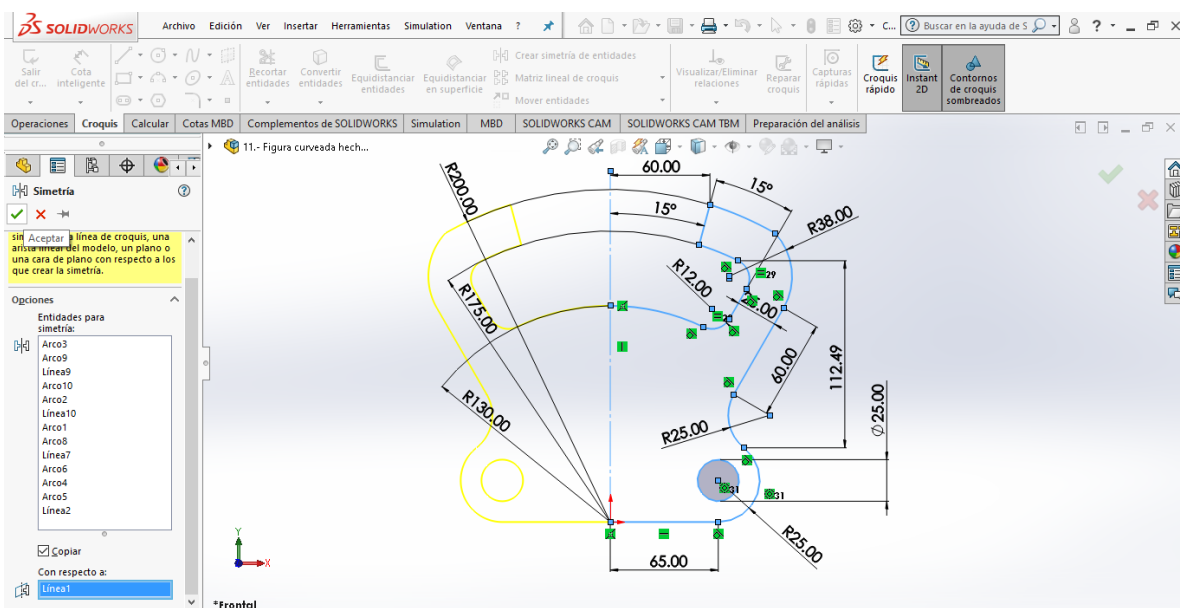 SOLIDWORKS Archivo Edición Ver Insertar Herramientas Simulation Ventana ? C... Buscar en la ayuda de S ?
Salir del cr...
Cota inteligente
Recortar entidades
Convertir entidades
Equidistanciar entidades
Equidistanciar en superficie
Crear simetría de entidades
Matriz lineal de croquis
Mover entidades
Visualizar/Eliminar relaciones
Reparar croquis
Capturas rápidas
Croquis rápido
Instant 2D
Contornos de croquis sombreados
Operaciones Croquis Calcular Cotas MBD Complementos de SOLIDWORKS Simulation MBD SOLIDWORKS CAM SOLIDWORKS CAM TBM Preparación del análisis
11.- Figura curveada hech...
Simetría
Aceptar
línea de croquis, una
arista lineal del modelo, un plano o
una cara de plano con respecto a los
que crear la simetría.
Opciones
Entidades para
simetría:
Arco3
Arco9
Línea9
Arco10
Arco2
Línea10
Arco1
Arco8
Línea7
Arco6
Arco4
Arco5
Línea2
Copiar
Con respecto a:
Línea1
60.00
15°
R200.00
15°
R38.00
29
R12.00
R175.00
60.00
112.49
R130.00
R25.00
Ø25.00
31
31
R25.00
65.00
Y
X
*Frontal